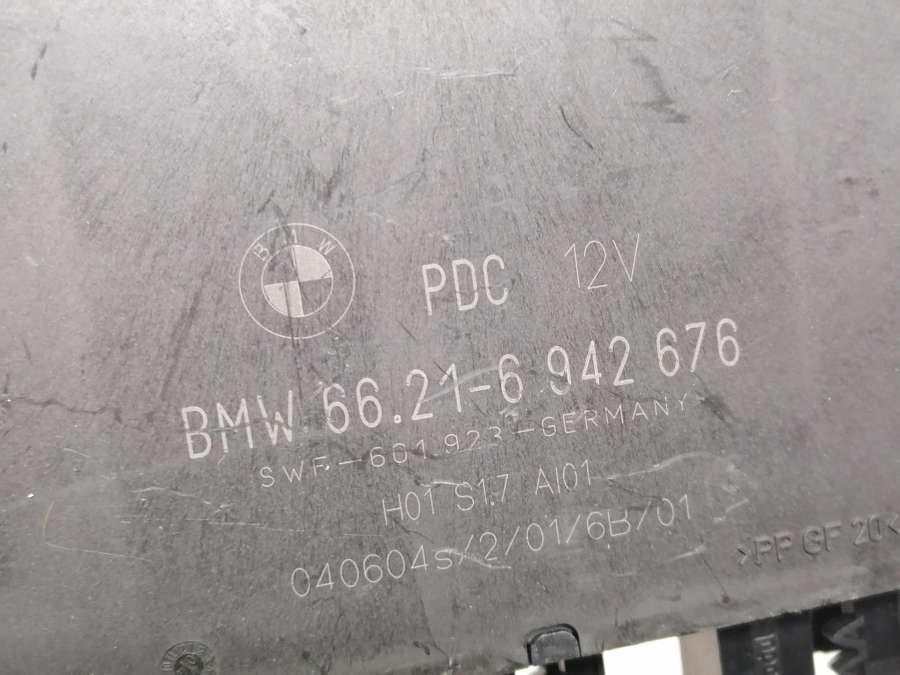 BMW
PDC 12V
BMW 66.21-6 942 676
SWF-601.923-GERMANY
H01 S1.7 AI01
040604s/2/01/6B/01
>PP GF 20<